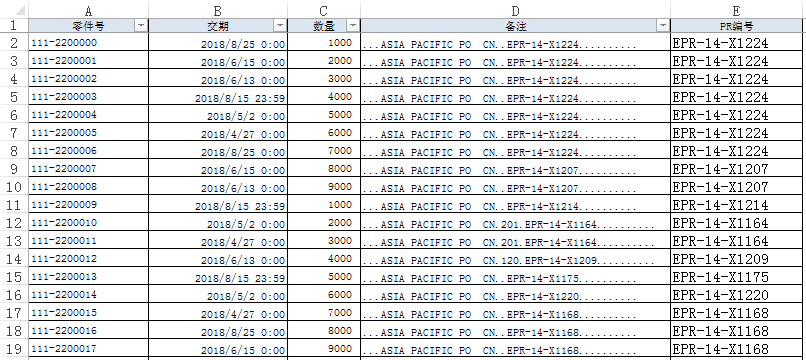 A B C D E
1 零件号 交期 数量 备注 PR编号
2 111-2200000 2018/8/25 0:00 1000 ...ASIA PACIFIC PO CN..EPR-14-X1224.......... EPR-14-X1224
3 111-2200001 2018/6/15 0:00 2000 ...ASIA PACIFIC PO CN..EPR-14-X1224.......... EPR-14-X1224
4 111-2200002 2018/6/13 0:00 3000 ...ASIA PACIFIC PO CN..EPR-14-X1224.......... EPR-14-X1224
5 111-2200003 2018/8/15 23:59 4000 ...ASIA PACIFIC PO CN..EPR-14-X1224.......... EPR-14-X1224
6 111-2200004 2018/5/2 0:00 5000 ...ASIA PACIFIC PO CN..EPR-14-X1224.......... EPR-14-X1224
7 111-2200005 2018/4/27 0:00 6000 ...ASIA PACIFIC PO CN..EPR-14-X1224.......... EPR-14-X1224
8 111-2200006 2018/8/25 0:00 7000 ...ASIA PACIFIC PO CN..EPR-14-X1224.......... EPR-14-X1224
9 111-2200007 2018/6/15 0:00 8000 ...ASIA PACIFIC PO CN..EPR-14-X1207.......... EPR-14-X1207
10 111-2200008 2018/6/13 0:00 9000 ...ASIA PACIFIC PO CN..EPR-14-X1207.......... EPR-14-X1207
11 111-2200009 2018/8/15 23:59 1000 ...ASIA PACIFIC PO CN..EPR-14-X1214.......... EPR-14-X1214
12 111-2200010 2018/5/2 0:00 2000 ...ASIA PACIFIC PO CN.201.EPR-14-X1164.......... EPR-14-X1164
13 111-2200011 2018/4/27 0:00 3000 ...ASIA PACIFIC PO CN.201.EPR-14-X1164.......... EPR-14-X1164
14 111-2200012 2018/6/13 0:00 4000 ...ASIA PACIFIC PO CN.120.EPR-14-X1209.......... EPR-14-X1209
15 111-2200013 2018/8/15 23:59 5000 ...ASIA PACIFIC PO CN..EPR-14-X1175.......... EPR-14-X1175
16 111-2200014 2018/5/2 0:00 6000 ...ASIA PACIFIC PO CN..EPR-14-X1220.......... EPR-14-X1220
17 111-2200015 2018/4/27 0:00 7000 ...ASIA PACIFIC PO CN..EPR-14-X1168.......... EPR-14-X1168
18 111-2200016 2018/8/25 0:00 8000 ...ASIA PACIFIC PO CN..EPR-14-X1168.......... EPR-14-X1168
19 111-2200017 2018/6/15 0:00 9000 ...ASIA PACIFIC PO CN..EPR-14-X1168.......... EPR-14-X1168